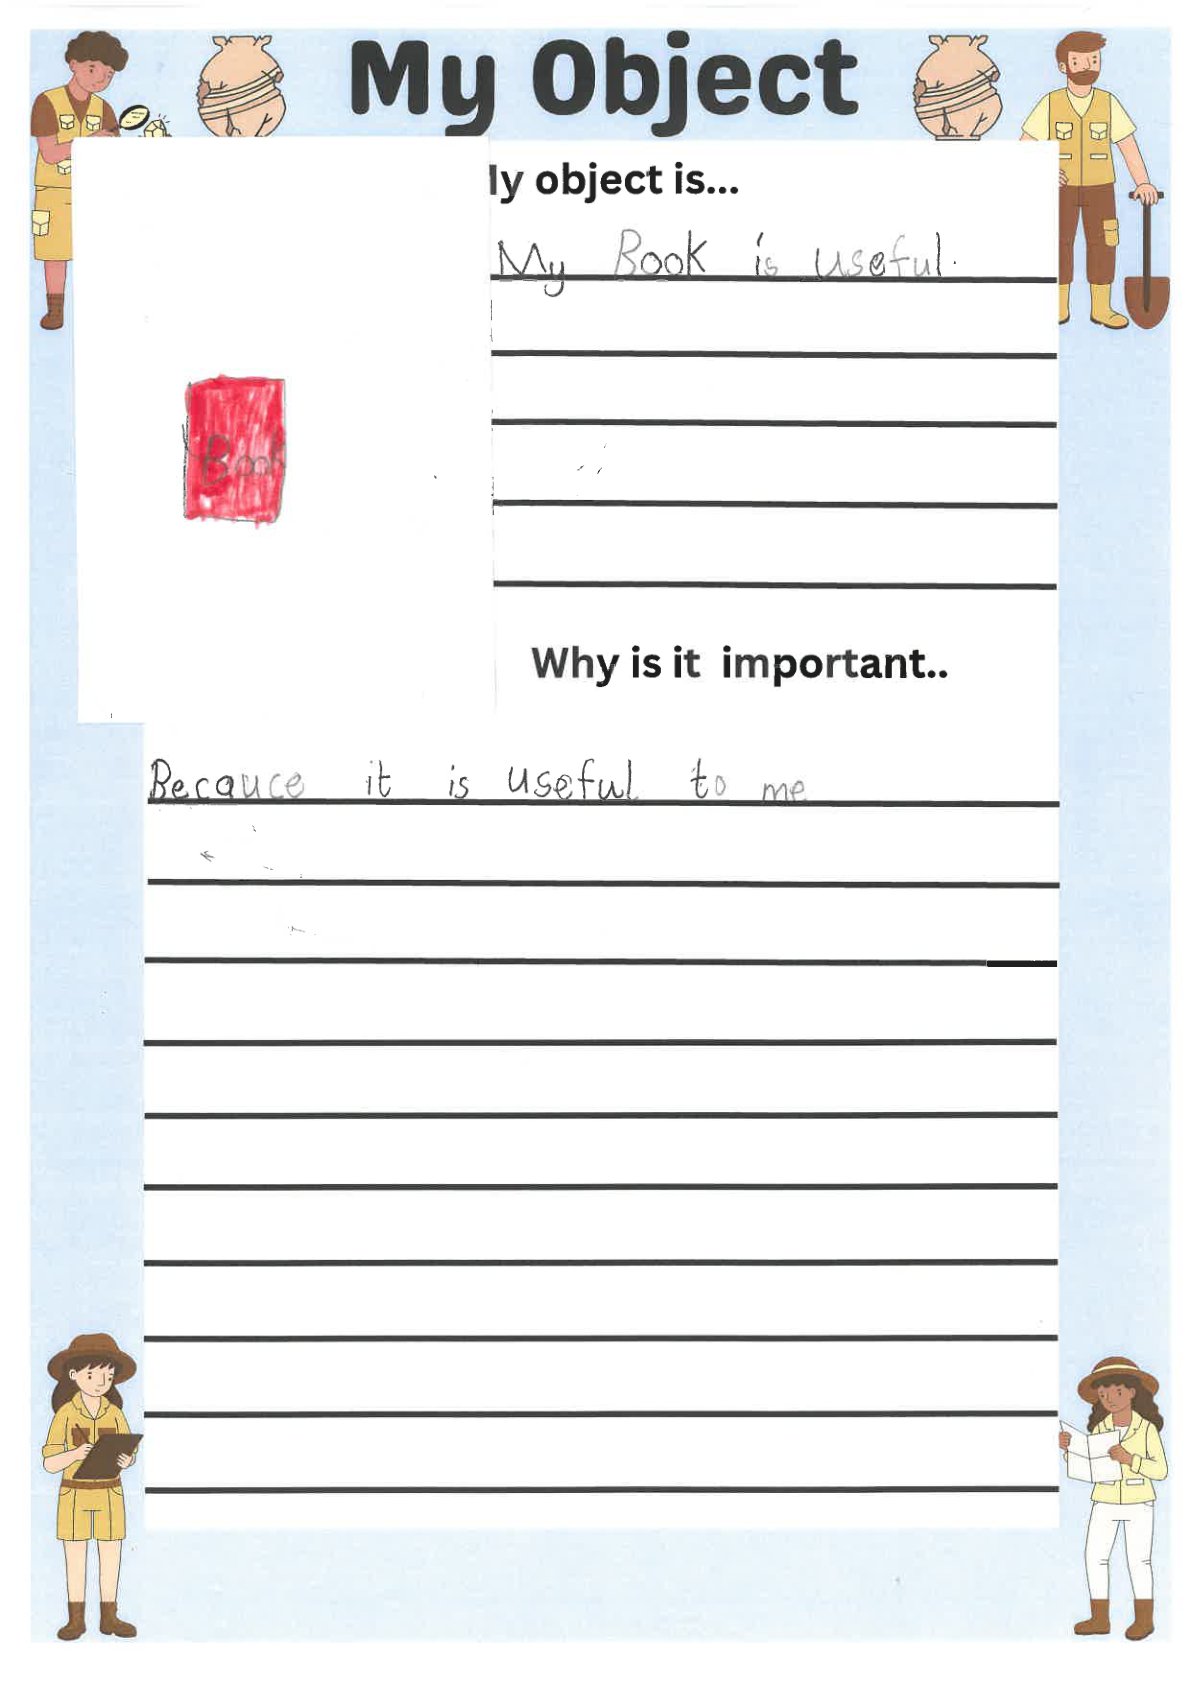 My Object
ly object is...
My Book is useful.
Book
Why is it important..
Becauce it is useful to me